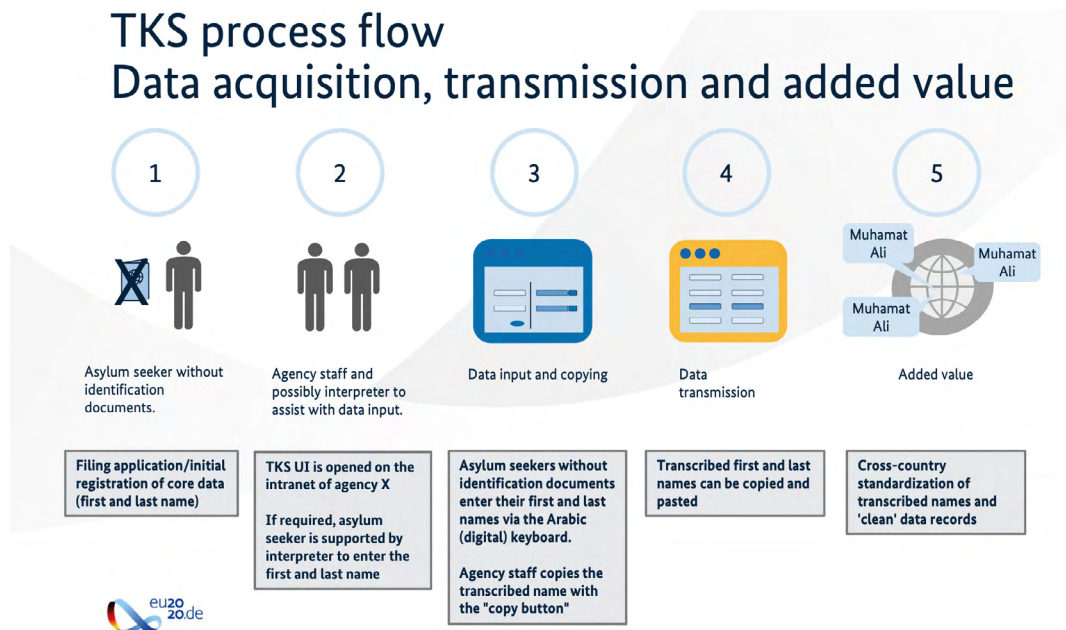 TKS process flow
Data acquisition, transmission and added value
1
2
3
4
5
Muhamat
Ali
Muhamat
Ali
Muhamat
Ali
Asylum seeker without
identification
documents.
Agency staff and
possibly interpreter to
assist with data input.
Data input and copying
Data
transmission
Added value
Filing application/initial
registration of core data
(first and last name)
TKS UI is opened on the
intranet of agency X
If required, asylum
seeker is supported by
interpreter to enter the
first and last name
Asylum seekers without
identification documents
enter their first and last
names via the Arabic
(digital) keyboard.
Agency staff copies the
transcribed name with
the "copy button"
Transcribed first and last
names can be copied and
pasted
Cross-country
standardization of
transcribed names and
'clean' data records
eu20
20.de